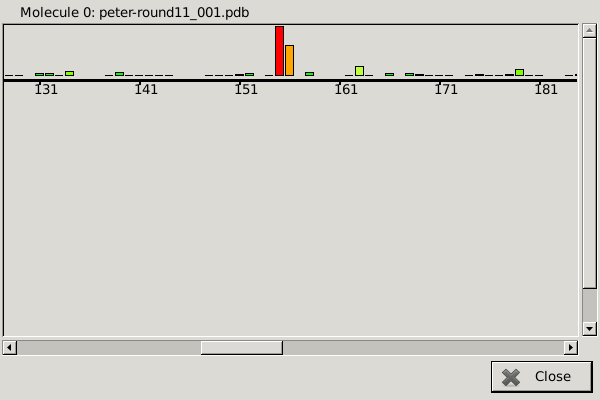 Molecule 0: peter-round11_001.pdb
131 141 151 161 171 181
Close